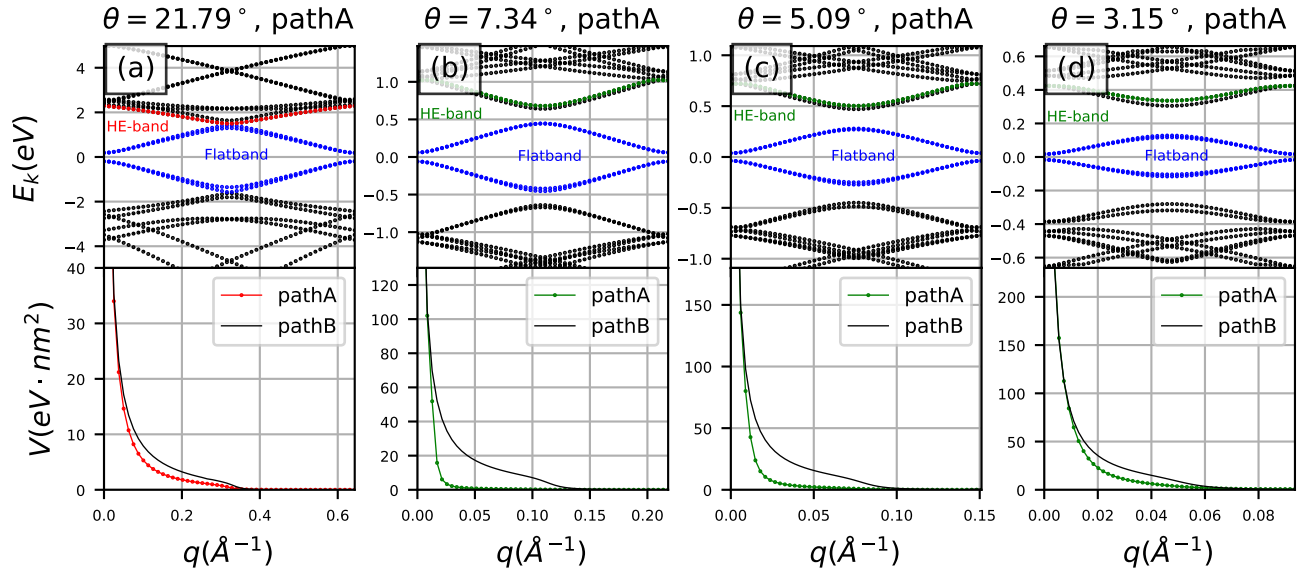 θ = 21.79°, pathA
θ = 7.34°, pathA
θ = 5.09°, pathA
θ = 3.15°, pathA
E_k(eV)
(a)
4
2
0
−2
−4
HE-band
Flatband
(b)
1.0
0.5
0.0
−0.5
−1.0
HE-band
Flatband
(c)
1.0
0.5
0.0
−0.5
−1.0
HE-band
Flatband
(d)
0.6
0.4
0.2
0.0
−0.2
−0.4
−0.6
HE-band
Flatband
V(eV · nm²)
40
30
20
10
0
pathA
pathB
0.0 0.2 0.4 0.6
q(Å⁻¹)
120
100
80
60
40
20
0
pathA
pathB
0.00 0.05 0.10 0.15 0.20
q(Å⁻¹)
150
100
50
0
pathA
pathB
0.00 0.05 0.10 0.15
q(Å⁻¹)
200
150
100
50
0
pathA
pathB
0.00 0.02 0.04 0.06 0.08
q(Å⁻¹)